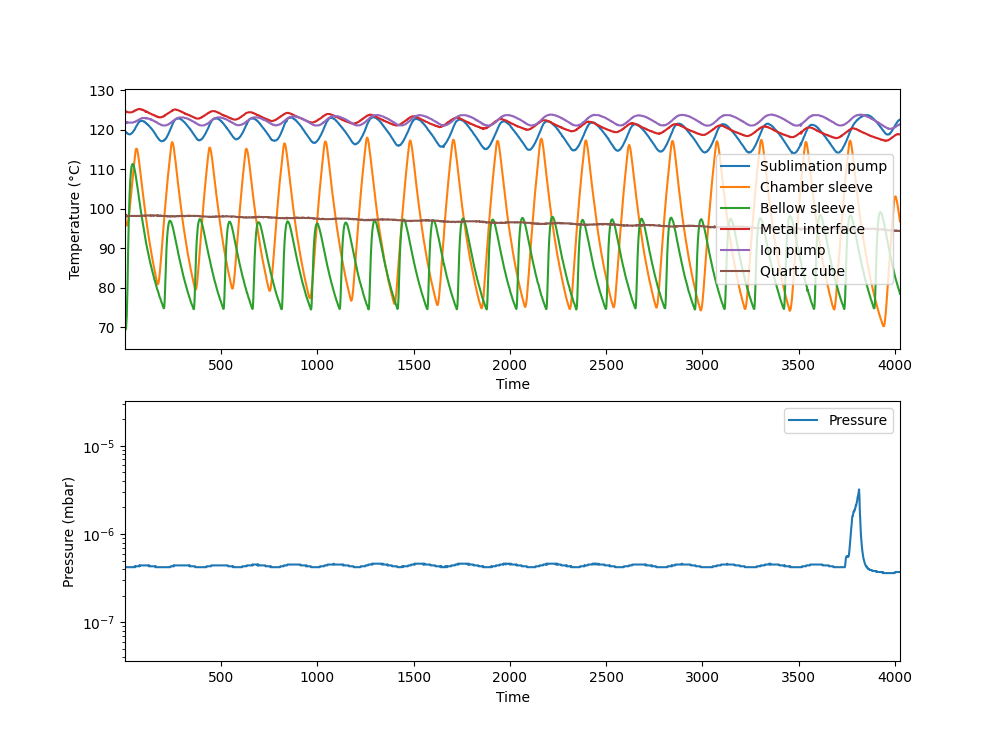 Temperature (°C)
130
120
110
100
90
80
70
Sublimation pump
Chamber sleeve
Bellow sleeve
Metal interface
Ion pump
Quartz cube
500 1000 1500 2000 2500 3000 3500 4000
Time
Pressure (mbar)
10⁻⁵
10⁻⁶
10⁻⁷
Pressure
500 1000 1500 2000 2500 3000 3500 4000
Time